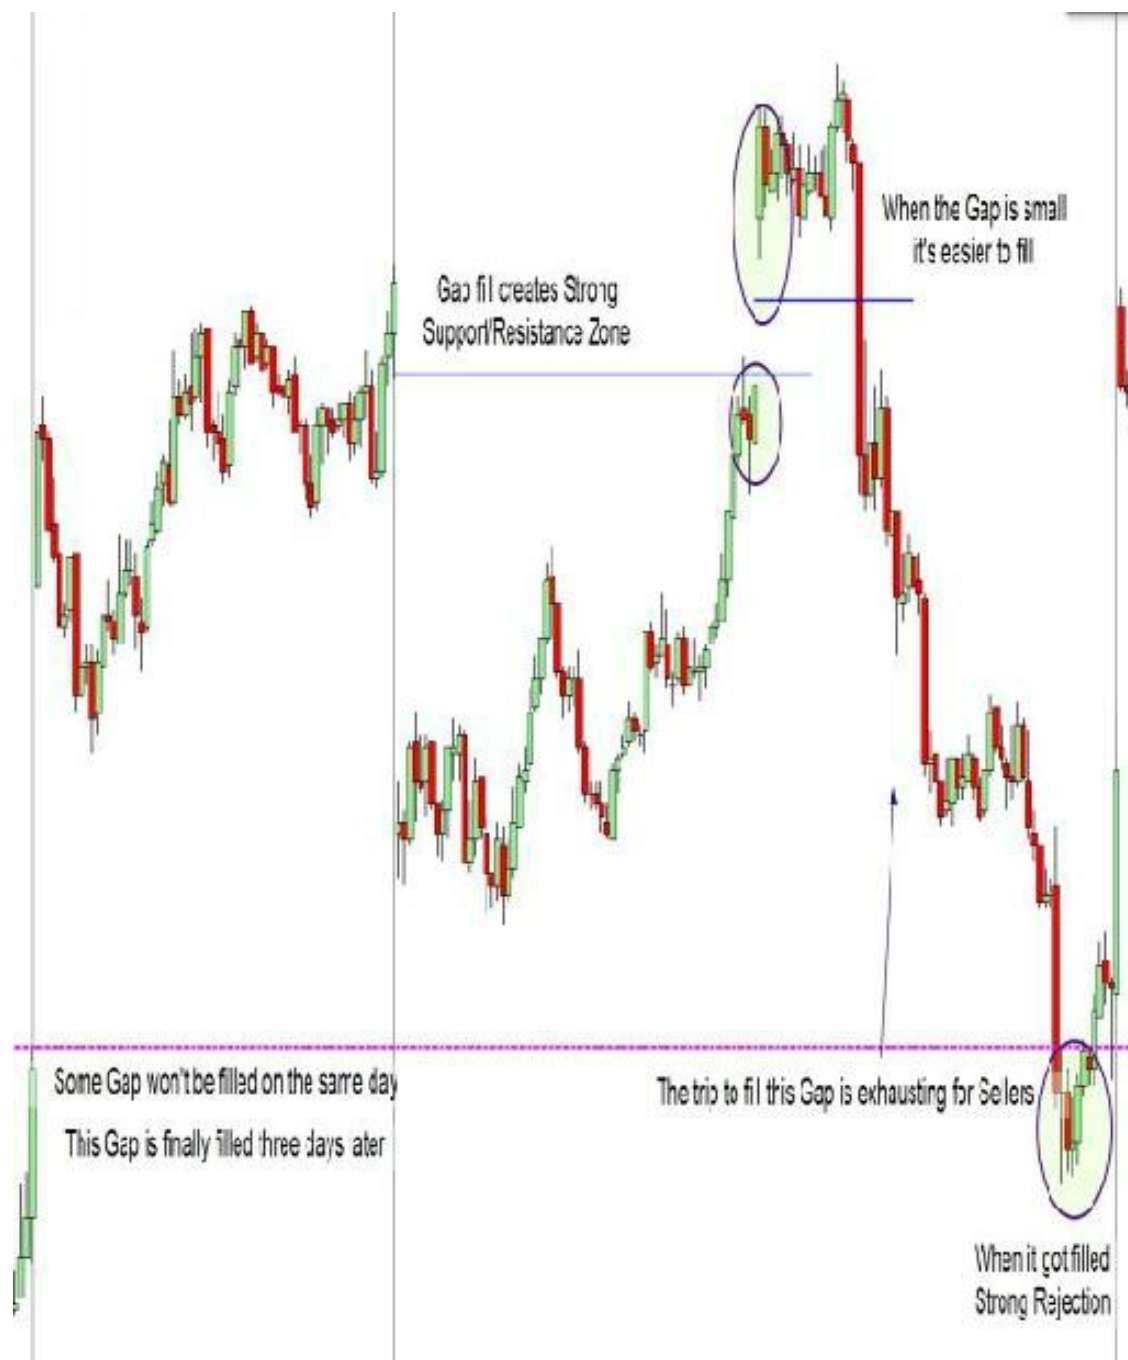 When the Gap is small
it's easier to fill
Gap fill creates Strong
Support/Resistance Zone
Some Gap won't be filled on the same day
This Gap is finally filled three days later
The trip to fill this Gap is exhausting for Sellers
When it got filled
Strong Rejection